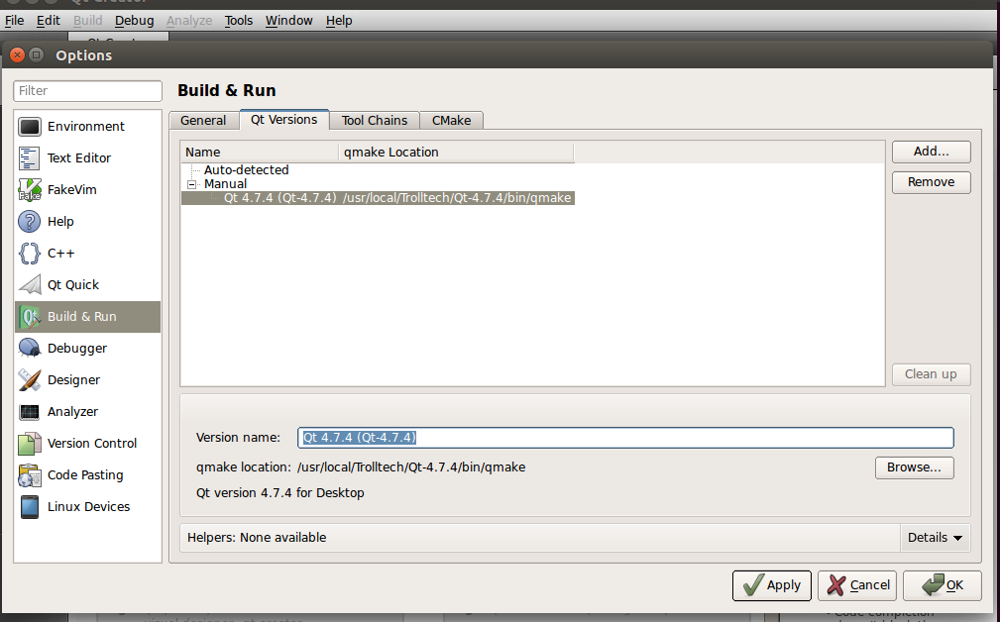 File Edit Build Debug Analyze Tools Window Help
Options
Filter
Environment
Text Editor
FakeVim
Help
C++
Qt Quick
Build & Run
Debugger
Designer
Analyzer
Version Control
Code Pasting
Linux Devices
Build & Run
General Qt Versions Tool Chains CMake
Name qmake Location
Auto-detected
Manual
Qt 4.7.4 (Qt-4.7.4) /usr/local/Trolltech/Qt-4.7.4/bin/qmake
Add...
Remove
Clean up
Version name: Qt 4.7.4 (Qt-4.7.4)
qmake location: /usr/local/Trolltech/Qt-4.7.4/bin/qmake Browse...
Qt version 4.7.4 for Desktop
Helpers: None available Details
Apply Cancel OK